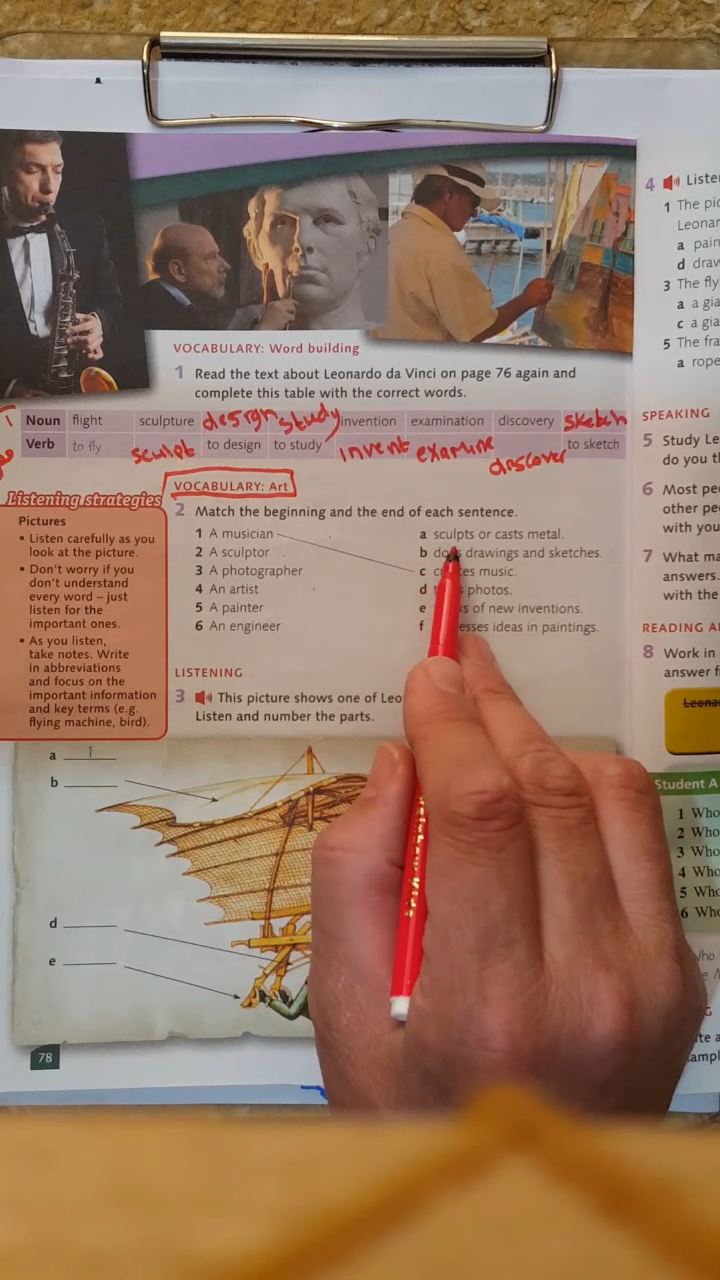 VOCABULARY: Word building
1 Read the text about Leonardo da Vinci on page 76 again and
complete this table with the correct words.
Noun flight sculpture design study invention examination discovery sketch
Verb to fly sculpt to design to study invent examine discover to sketch
Listening strategies
Pictures
• Listen carefully as you
look at the picture.
• Don't worry if you
don't understand
every word – just
listen for the
important ones.
• As you listen,
take notes. Write
in abbreviations
and focus on the
important information
and key terms (e.g.
flying machine, bird).
VOCABULARY: Art
2 Match the beginning and the end of each sentence.
1 A musician
2 A sculptor
3 A photographer
4 An artist
5 A painter
6 An engineer
a sculpts or casts metal.
b drawings and sketches.
c music.
d photos.
e of new inventions.
f ideas in paintings.
LISTENING
3 This picture shows one of Leo
Listen and number the parts.
a 1
b
d
e
78
4 Liste
1 The pic
Leonar
a pain
d draw
3 The fly
a a gia
c a gia
5 The fra
a rope
SPEAKING
5 Study Le
do you t
6 Most pe
other pe
with you
7 What ma
answers.
with the
READING A
8 Work in
answer f
Leona
Student A
1 Who
2 Who
3 Who
4 Who
5 Who
6 Who